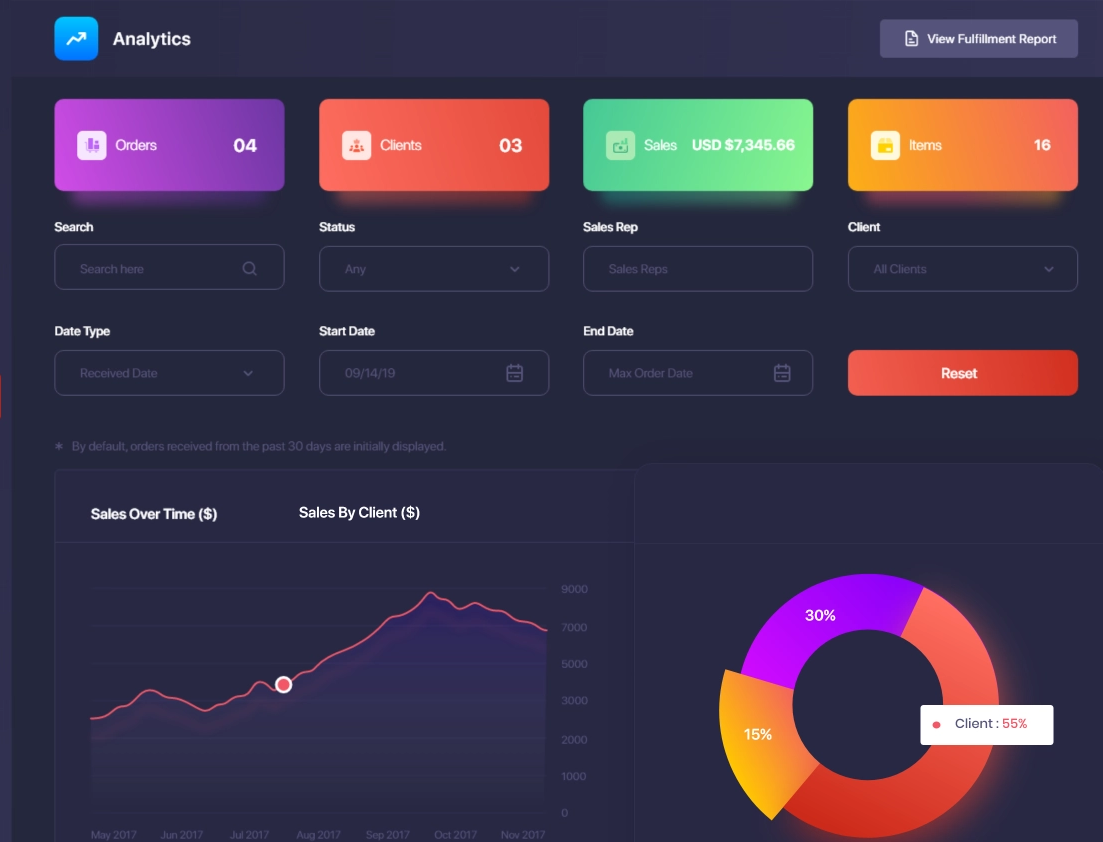 Analytics
View Fulfillment Report
Orders 04
Clients 03
Sales USD $7,345.66
Items 16
Search
Status
Sales Rep
Client
Search here
Any
Sales Reps
All Clients
Date Type
Start Date
End Date
Received Date
09/14/19
Max Order Date
Reset
* By default, orders received from the past 30 days are initially displayed.
Sales Over Time ($)
Sales By Client ($)
9000
7000
5000
3000
2000
1000
0
May 2017
Jun 2017
Jul 2017
Aug 2017
Sep 2017
Oct 2017
Nov 2017
30%
15%
Client : 55%